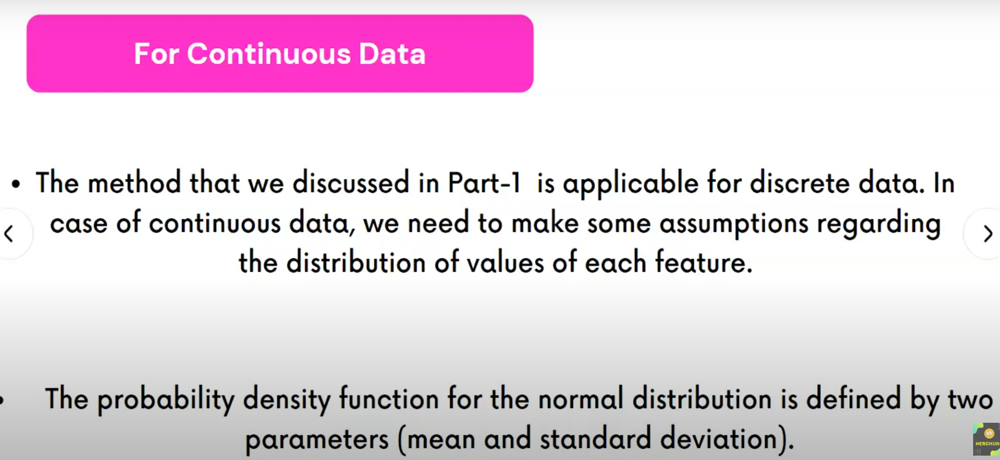 For Continuous Data
• The method that we discussed in Part-1 is applicable for discrete data. In
case of continuous data, we need to make some assumptions regarding
the distribution of values of each feature.
• The probability density function for the normal distribution is defined by two
parameters (mean and standard deviation).